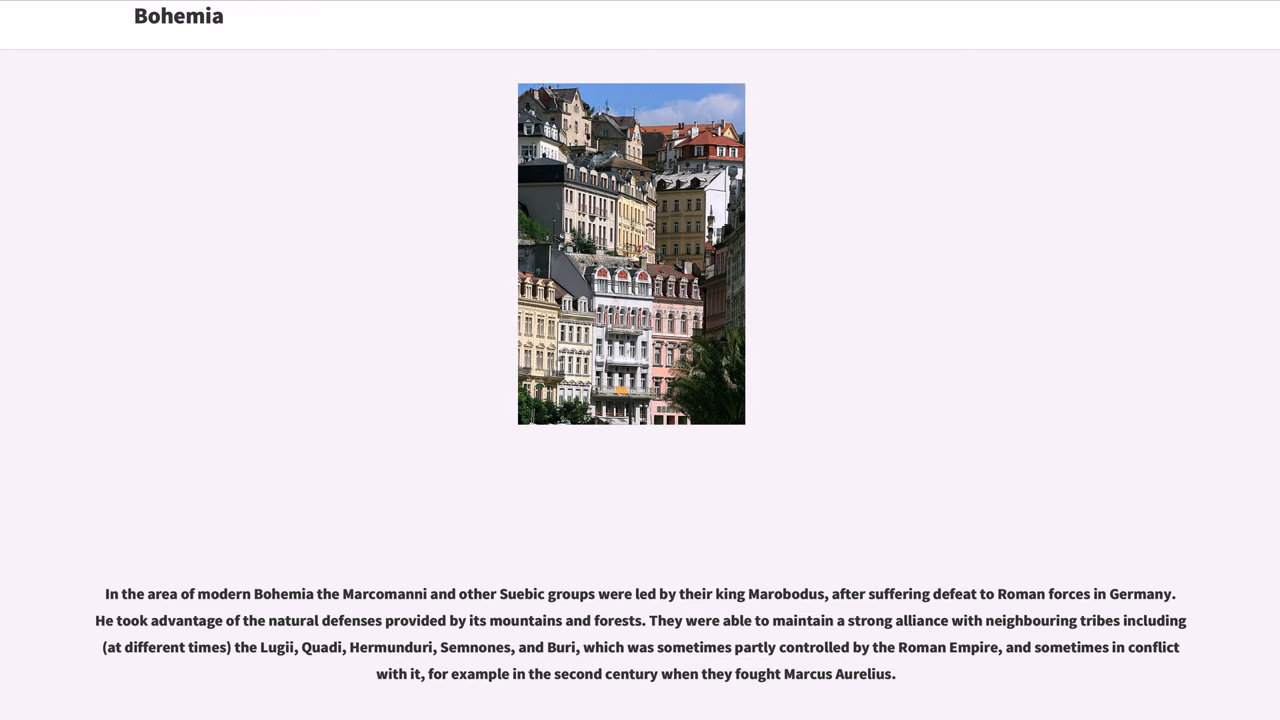 Bohemia
In the area of modern Bohemia the Marcomanni and other Suebic groups were led by their king Marobodus, after suffering defeat to Roman forces in Germany.
He took advantage of the natural defenses provided by its mountains and forests. They were able to maintain a strong alliance with neighbouring tribes including
(at different times) the Lugii, Quadi, Hermunduri, Semnones, and Buri, which was sometimes partly controlled by the Roman Empire, and sometimes in conflict
with it, for example in the second century when they fought Marcus Aurelius.